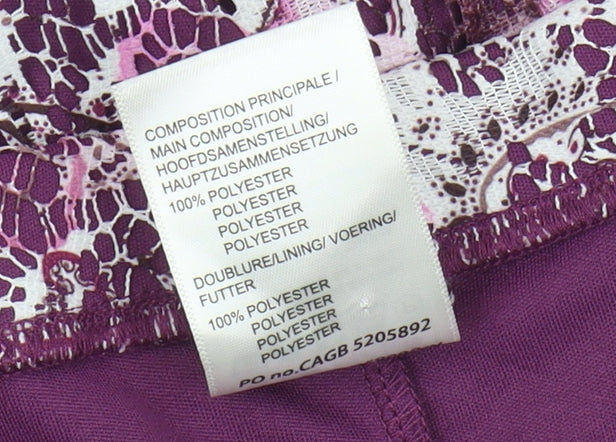 COMPOSITION PRINCIPALE /
MAIN COMPOSITION/
HOOFDSAMENSTELLING/
HAUPTZUSAMMENSETZUNG
100% POLYESTER
POLYESTER
POLYESTER
POLYESTER
DOUBLURE/LINING/ VOERING/
FUTTER
100% POLYESTER
POLYESTER
POLYESTER
POLYESTER
PO no.CAGB 5205892